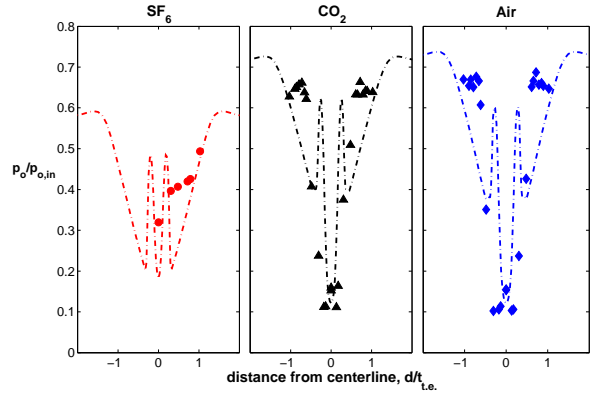 SF6
CO2
Air
0.8
0.7
0.6
0.5
0.4
0.3
0.2
0.1
0
po/po,in
−1 0 1
−1 0 1
−1 0 1
distance from centerline, d/tt.e.